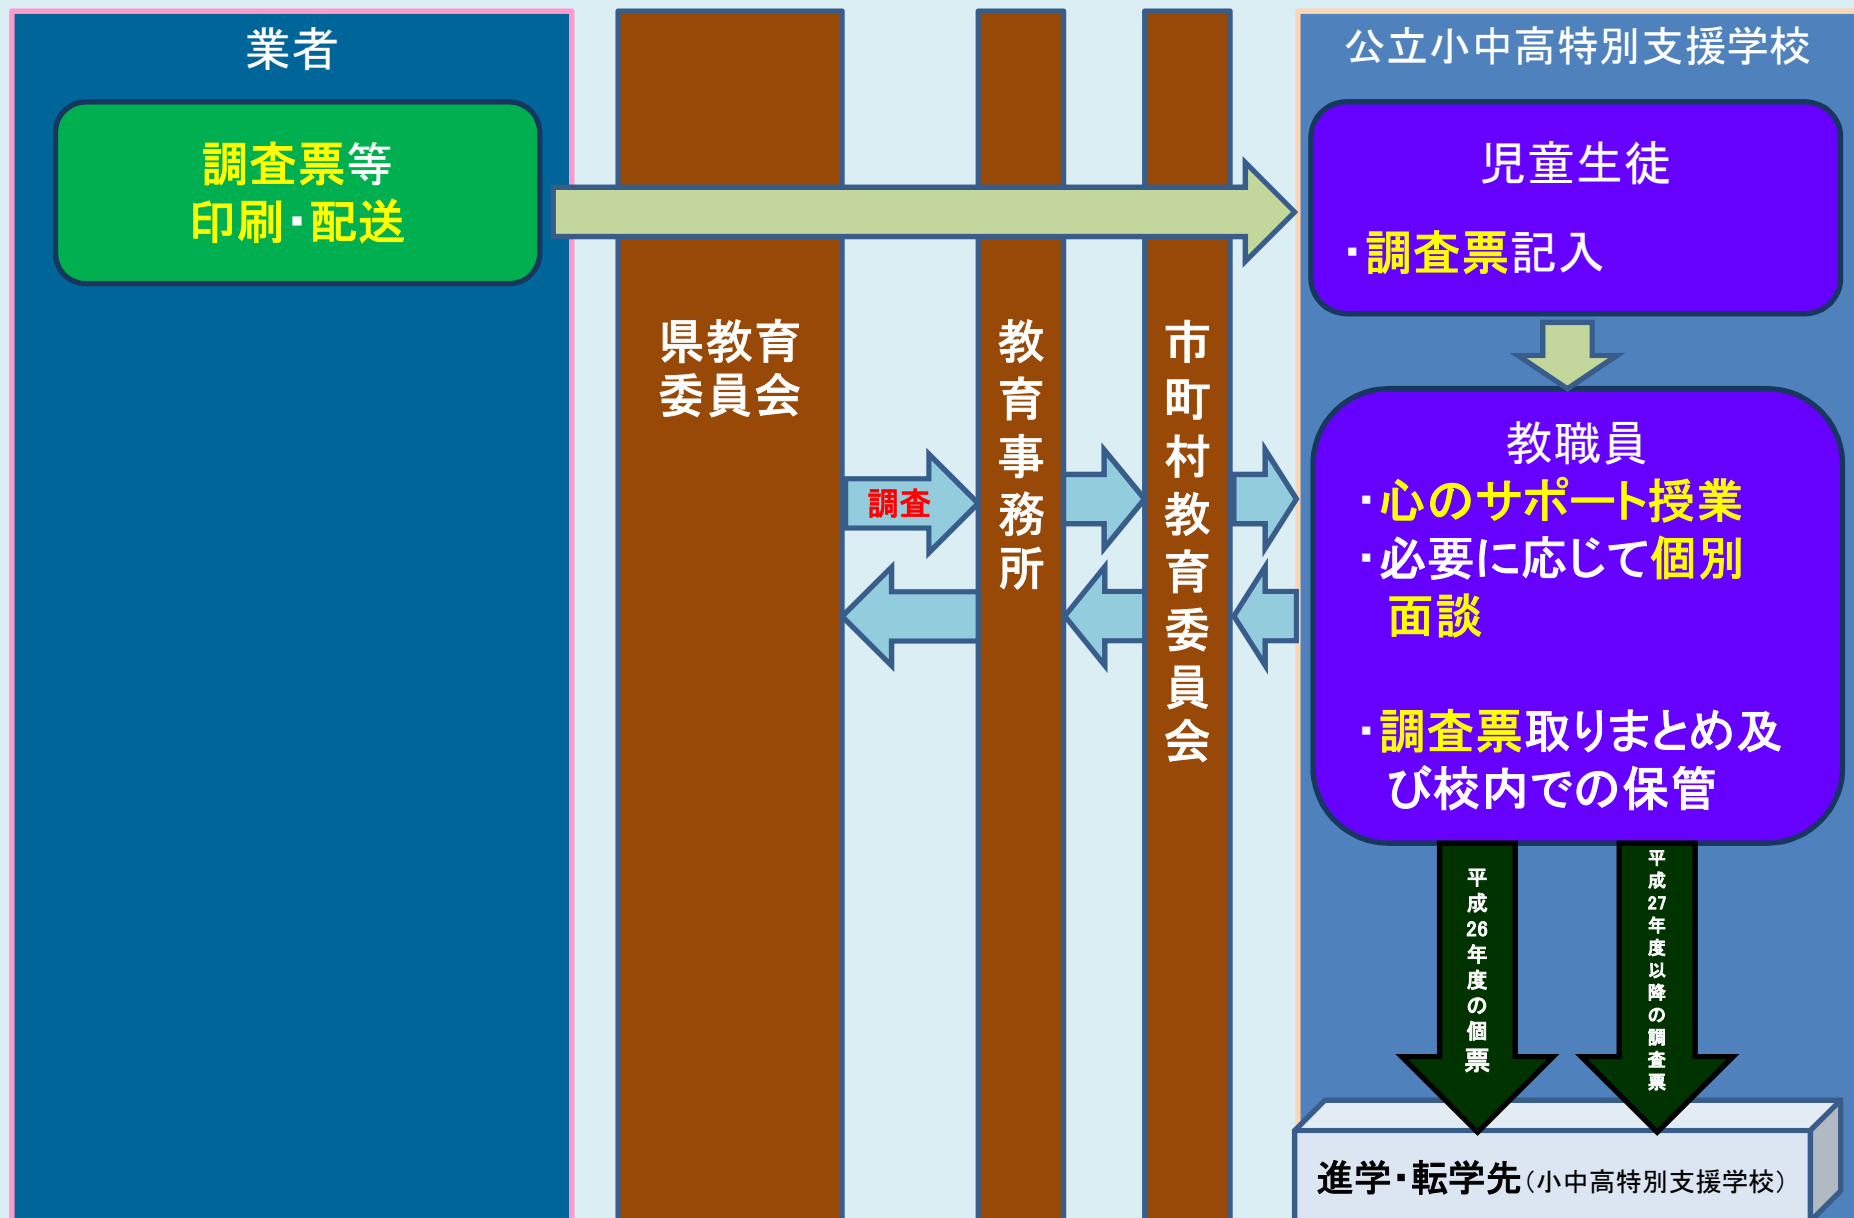 業者
調査票等
印刷・配送
県教育
委員会
教育事務所
市町村教育委員会
調査
公立小中高特別支援学校
児童生徒
・調査票記入
教職員
・心のサポート授業
・必要に応じて個別
面談
・調査票取りまとめ及
び校内での保管
平成26年度の個票
平成27年度以降の調査票
進学・転学先（小中高特別支援学校）